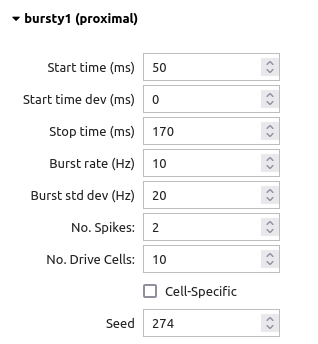 bursty1 (proximal)
Start time (ms) 50
Start time dev (ms) 0
Stop time (ms) 170
Burst rate (Hz) 10
Burst std dev (Hz) 20
No. Spikes: 2
No. Drive Cells: 10
Cell-Specific
Seed 274